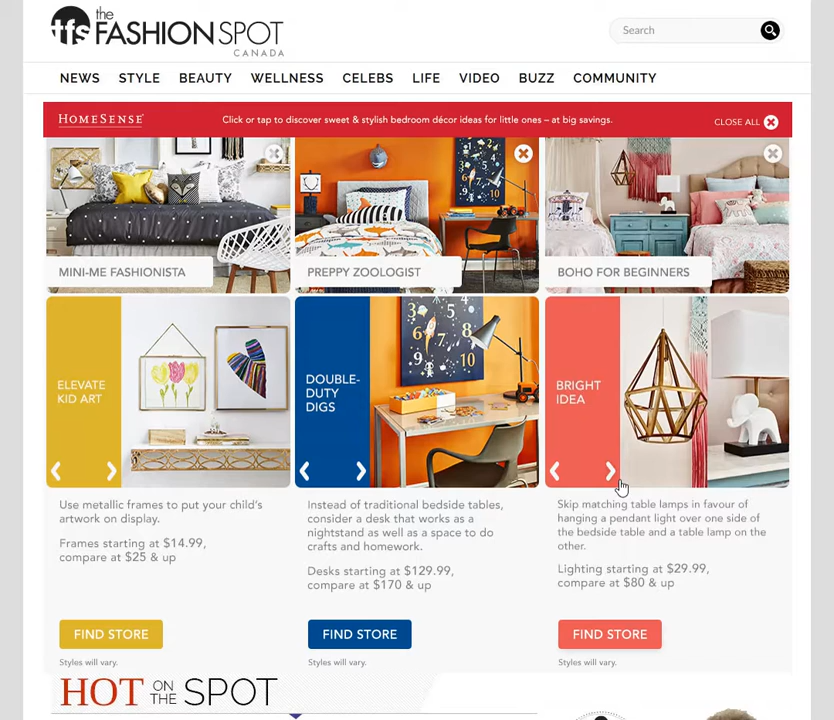 tfs the
FASHION SPOT
CANADA
Search
NEWS STYLE BEAUTY WELLNESS CELEBS LIFE VIDEO BUZZ COMMUNITY
HOMESENSE Click or tap to discover sweet & stylish bedroom décor ideas for little ones – at big savings. CLOSE ALL
MINI-ME FASHIONISTA
PREPPY ZOOLOGIST
BOHO FOR BEGINNERS
ELEVATE
KID ART
Use metallic frames to put your child's
artwork on display.
Frames starting at $14.99,
compare at $25 & up
FIND STORE
Styles will vary.
DOUBLE-
DUTY
DIGS
Instead of traditional bedside tables,
consider a desk that works as a
nightstand as well as a space to do
crafts and homework.
Desks starting at $129.99,
compare at $170 & up
FIND STORE
Styles will vary.
BRIGHT
IDEA
Skip matching table lamps in favour of
hanging a pendant light over one side of
the bedside table and a table lamp on the
other.
Lighting starting at $29.99,
compare at $80 & up
FIND STORE
Styles will vary.
HOT ON THE SPOT